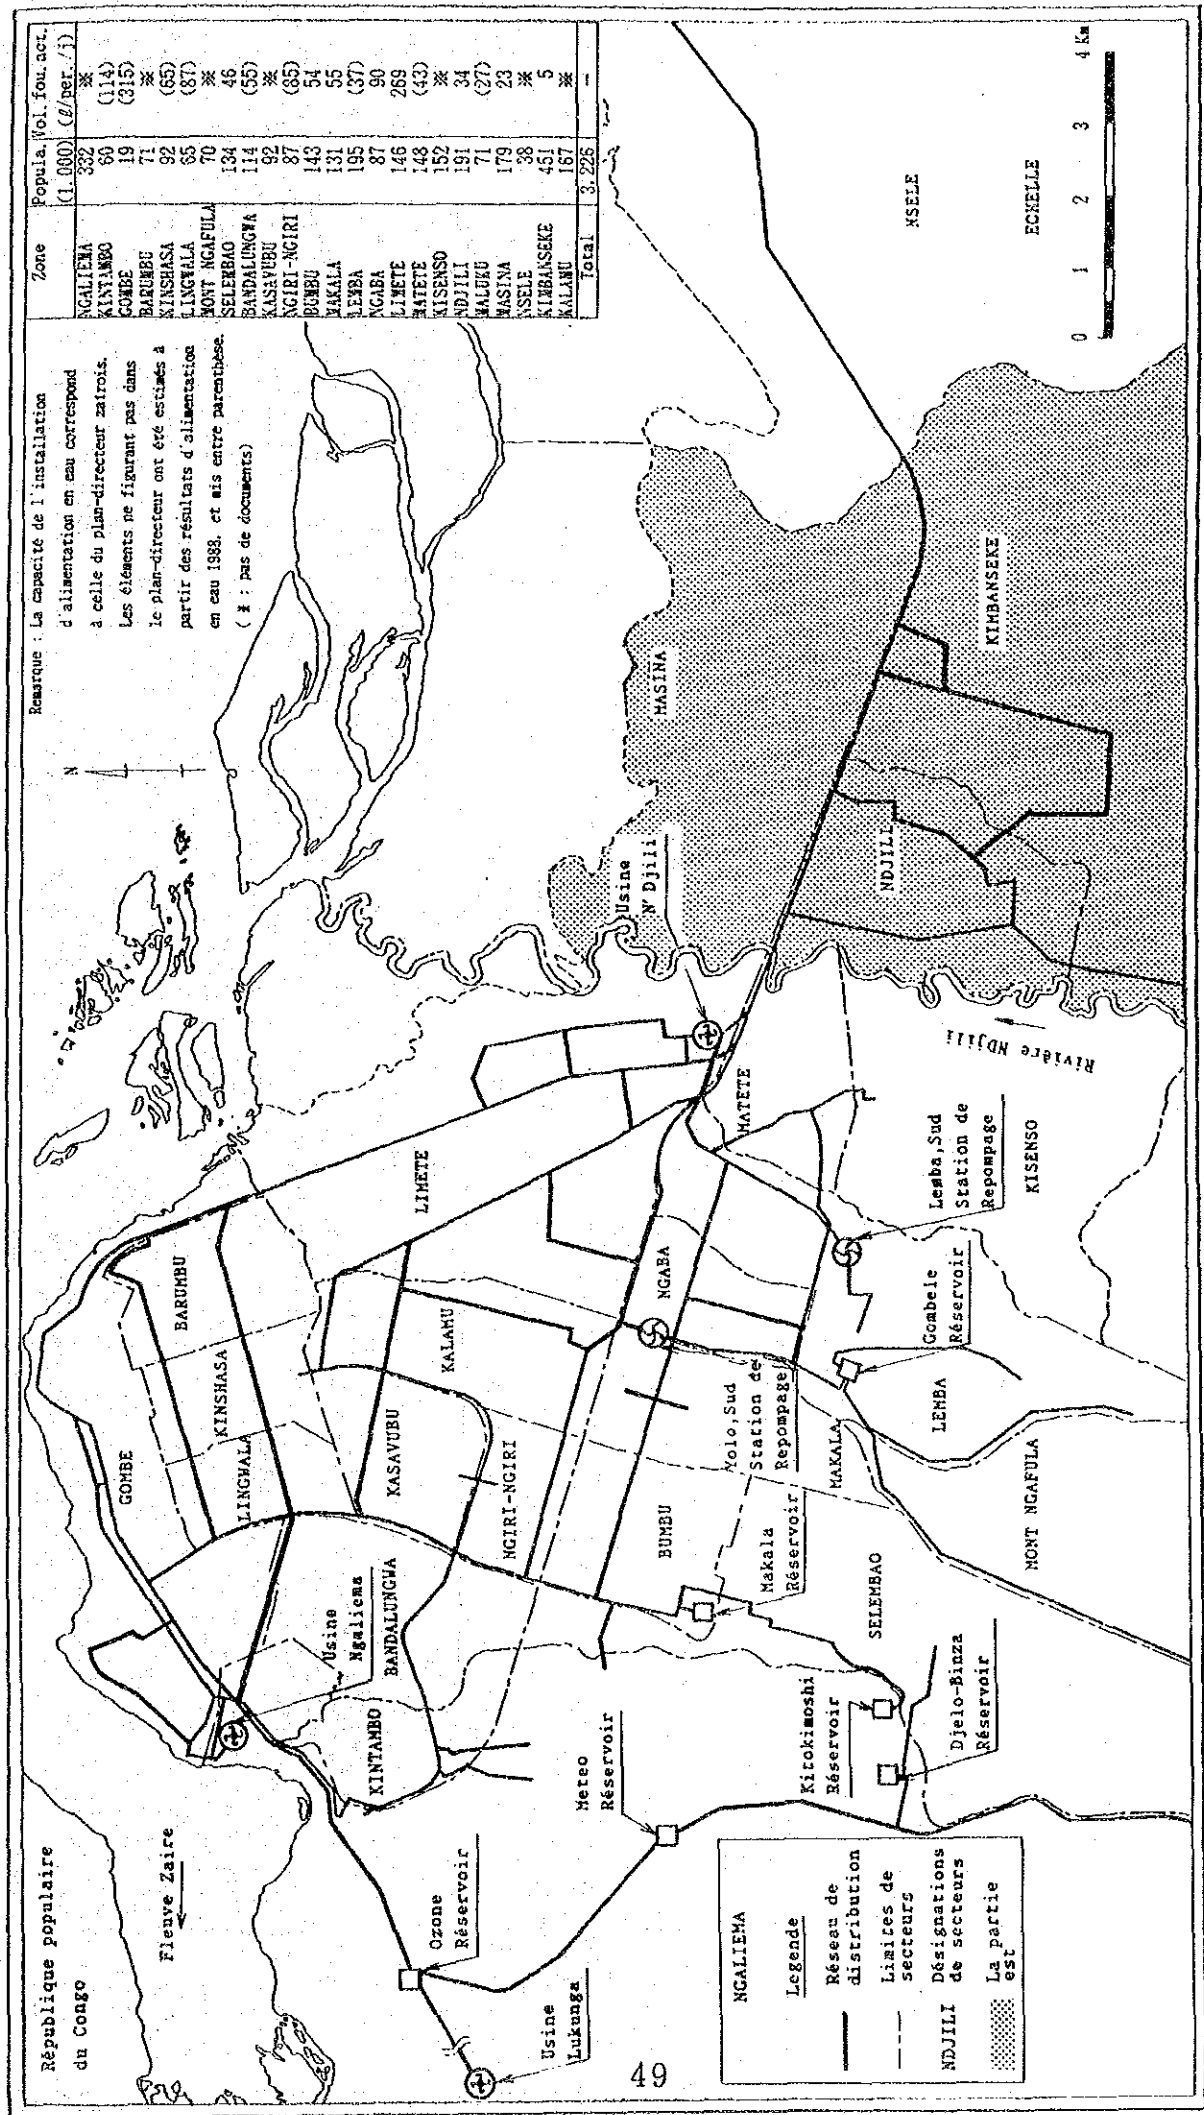 République populaire
du Congo
Fleuve Zaire
Remarque : La capacité de l'installation
d'alimentation en eau correspond
à celle du plan-directeur zaïrois.
Les éléments ne figurant pas dans
le plan-directeur ont été estimés à
partir des résultats d'alimentation
en eau 1988, et mis entre parenthèse.
( ※ : pas de documents)
Zone Popula. Vol. fou. act.
(1.000) (ℓ/per./j)
NGALIEMA 332 ※
KINTAMBO 60 (114)
GOMBE 19 (315)
BARUMBU 71 ※
KINSHASA 92 (65)
LINGWALA 65 (87)
MONT NGAFULA 70 ※
SELEMBAO 134 46
BANDALUNGWA 114 (55)
KASAVUBU 92 ※
NGIRI-NGIRI 87 (85)
BUMBU 143 54
MAKALA 131 55
LEMBA 195 (37)
NGABA 87 90
LIMETE 146 269
MATETE 148 (43)
KISENSO 152 ※
NDJILI 191 34
MALUKU 71 (27)
MASINA 179 23
NSELE 38 ※
KIMBANSEKE 451 5
KALAMU 167 ※
Total 3.226 —
N
GOMBE
BARUMBU
KINSHASA
LINGWALA
LIMETE
KALAMU
KASAVUBU
NGIRI-NGIRI
BANDALUNGWA
Usine
Ngaliema
KINTAMBO
Ozone
Réservoir
Usine
Lukunga
Meteo
Réservoir
BUMBU
NGABA
Yolo,Sud
Station de
Repompage
Makala
Réservoir
MAKALA
SELEMBAO
Kitokimoshi
Réservoir
Djelo-Binza
Réservoir
MONT NGAFULA
LEMBA
Gombele
Réservoir
Lemba,Sud
Station de
Repompage
KISENSO
MATETE
Rivière NDjili
Usine
N'Djili
MASINA
NDJILI
KIMBANSEKE
NSELE
ECHELLE
0 1 2 3 4 Km
NGALIEMA
Legende
Réseau de
distribution
Limites de
secteurs
NDJILI Désignations
de secteurs
La partie
est
49